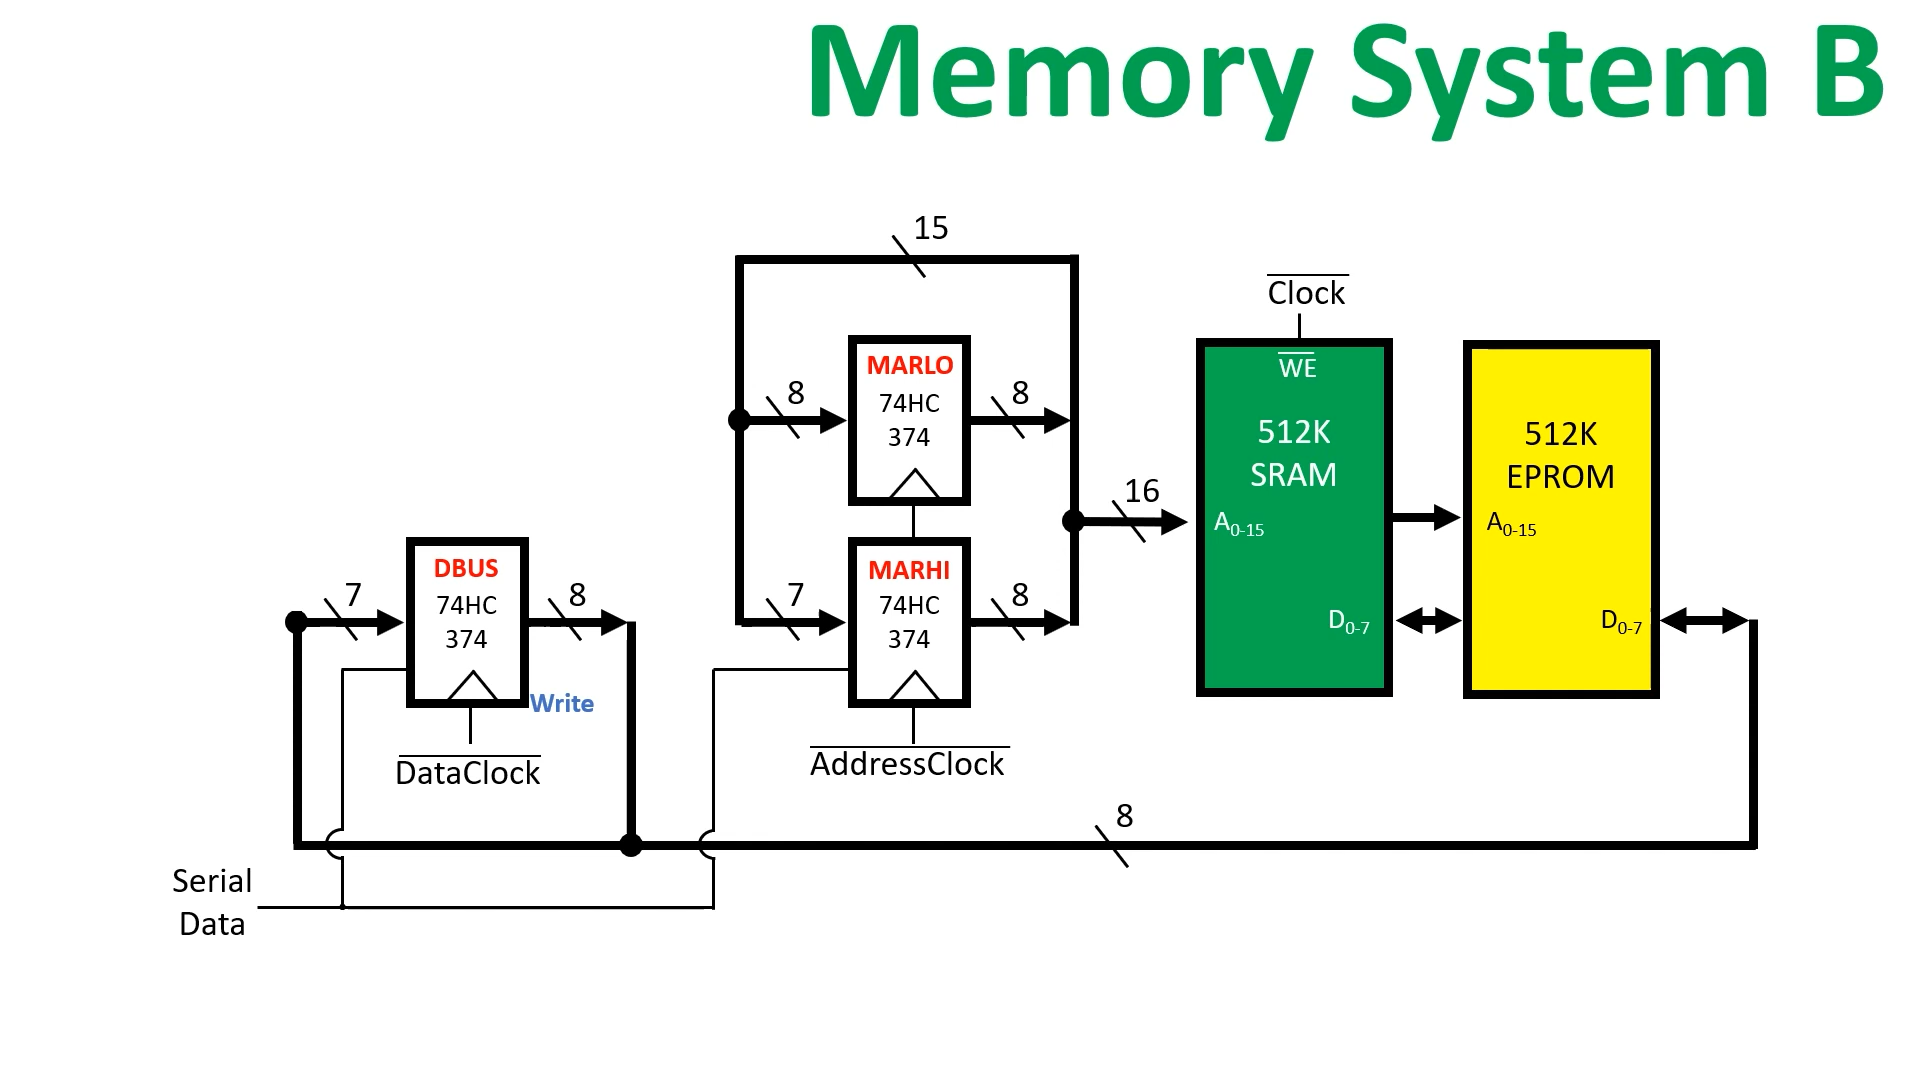 Memory System B
15
Clock
WE
MARLO
74HC
374
8
8
512K
SRAM
512K
EPROM
16
A0-15
A0-15
DBUS
74HC
374
7
8
MARHI
74HC
374
7
8
D0-7
D0-7
Write
DataClock
AddressClock
8
Serial
Data